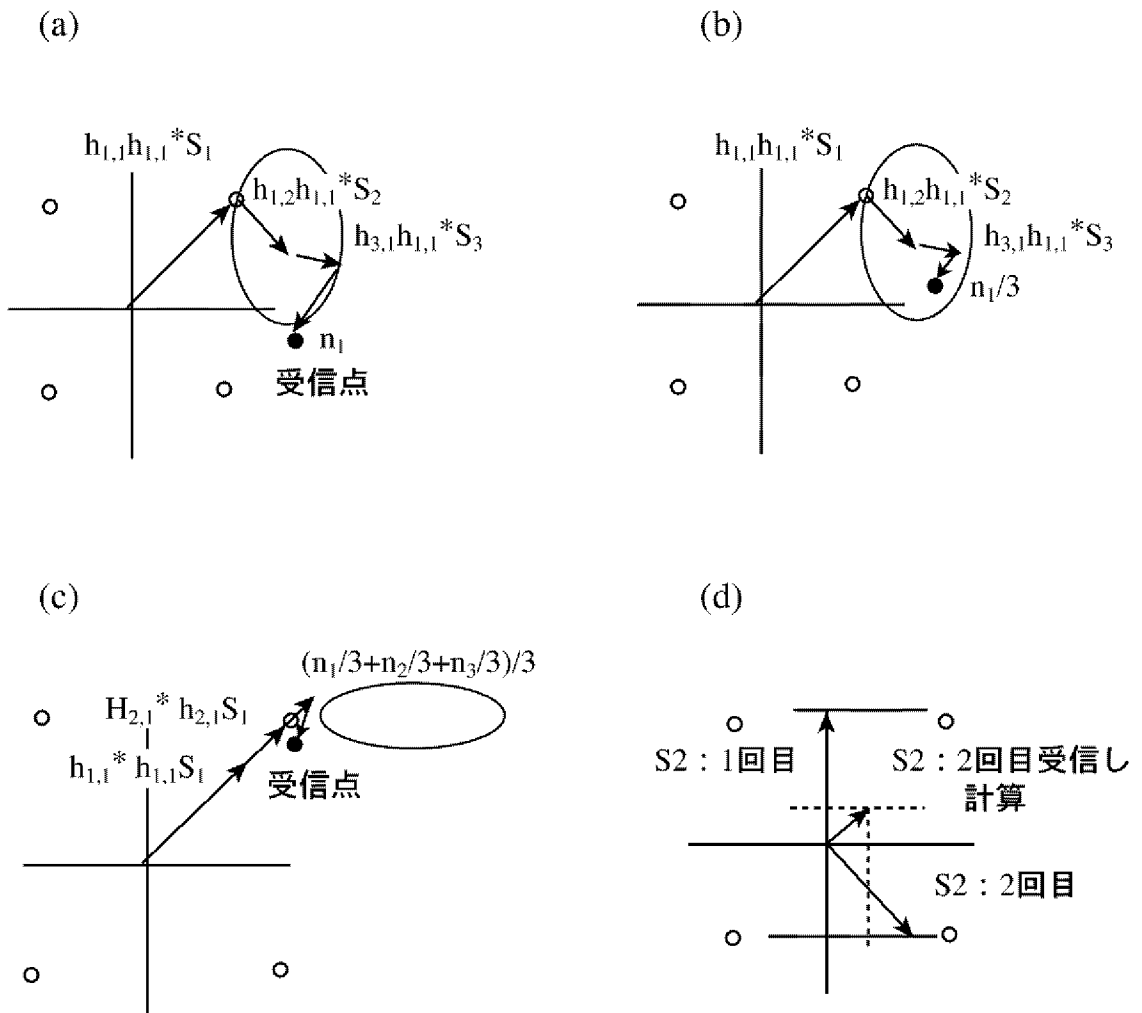 (a)
h1,1h1,1*S1
h1,2h1,1*S2
h3,1h1,1*S3
n1
受信点
(b)
h1,1h1,1*S1
h1,2h1,1*S2
h3,1h1,1*S3
n1/3
(c)
(n1/3+n2/3+n3/3)/3
H2,1* h2,1S1
h1,1* h1,1S1
受信点
(d)
S2：1回目
S2：2回目受信し
計算
S2：2回目